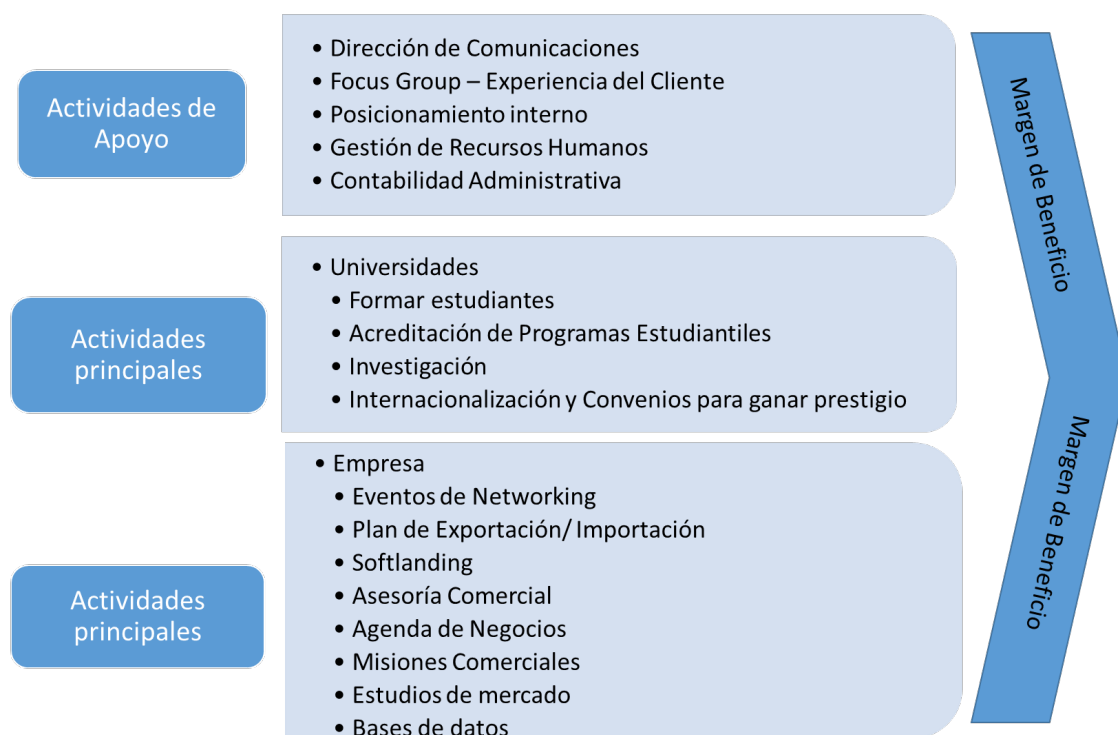 Actividades de
Apoyo
• Dirección de Comunicaciones
• Focus Group – Experiencia del Cliente
• Posicionamiento interno
• Gestión de Recursos Humanos
• Contabilidad Administrativa
Actividades
principales
• Universidades
• Formar estudiantes
• Acreditación de Programas Estudiantiles
• Investigación
• Internacionalización y Convenios para ganar prestigio
Actividades
principales
• Empresa
• Eventos de Networking
• Plan de Exportación/ Importación
• Softlanding
• Asesoría Comercial
• Agenda de Negocios
• Misiones Comerciales
• Estudios de mercado
• Bases de datos
Margen de Beneficio
Margen de Beneficio